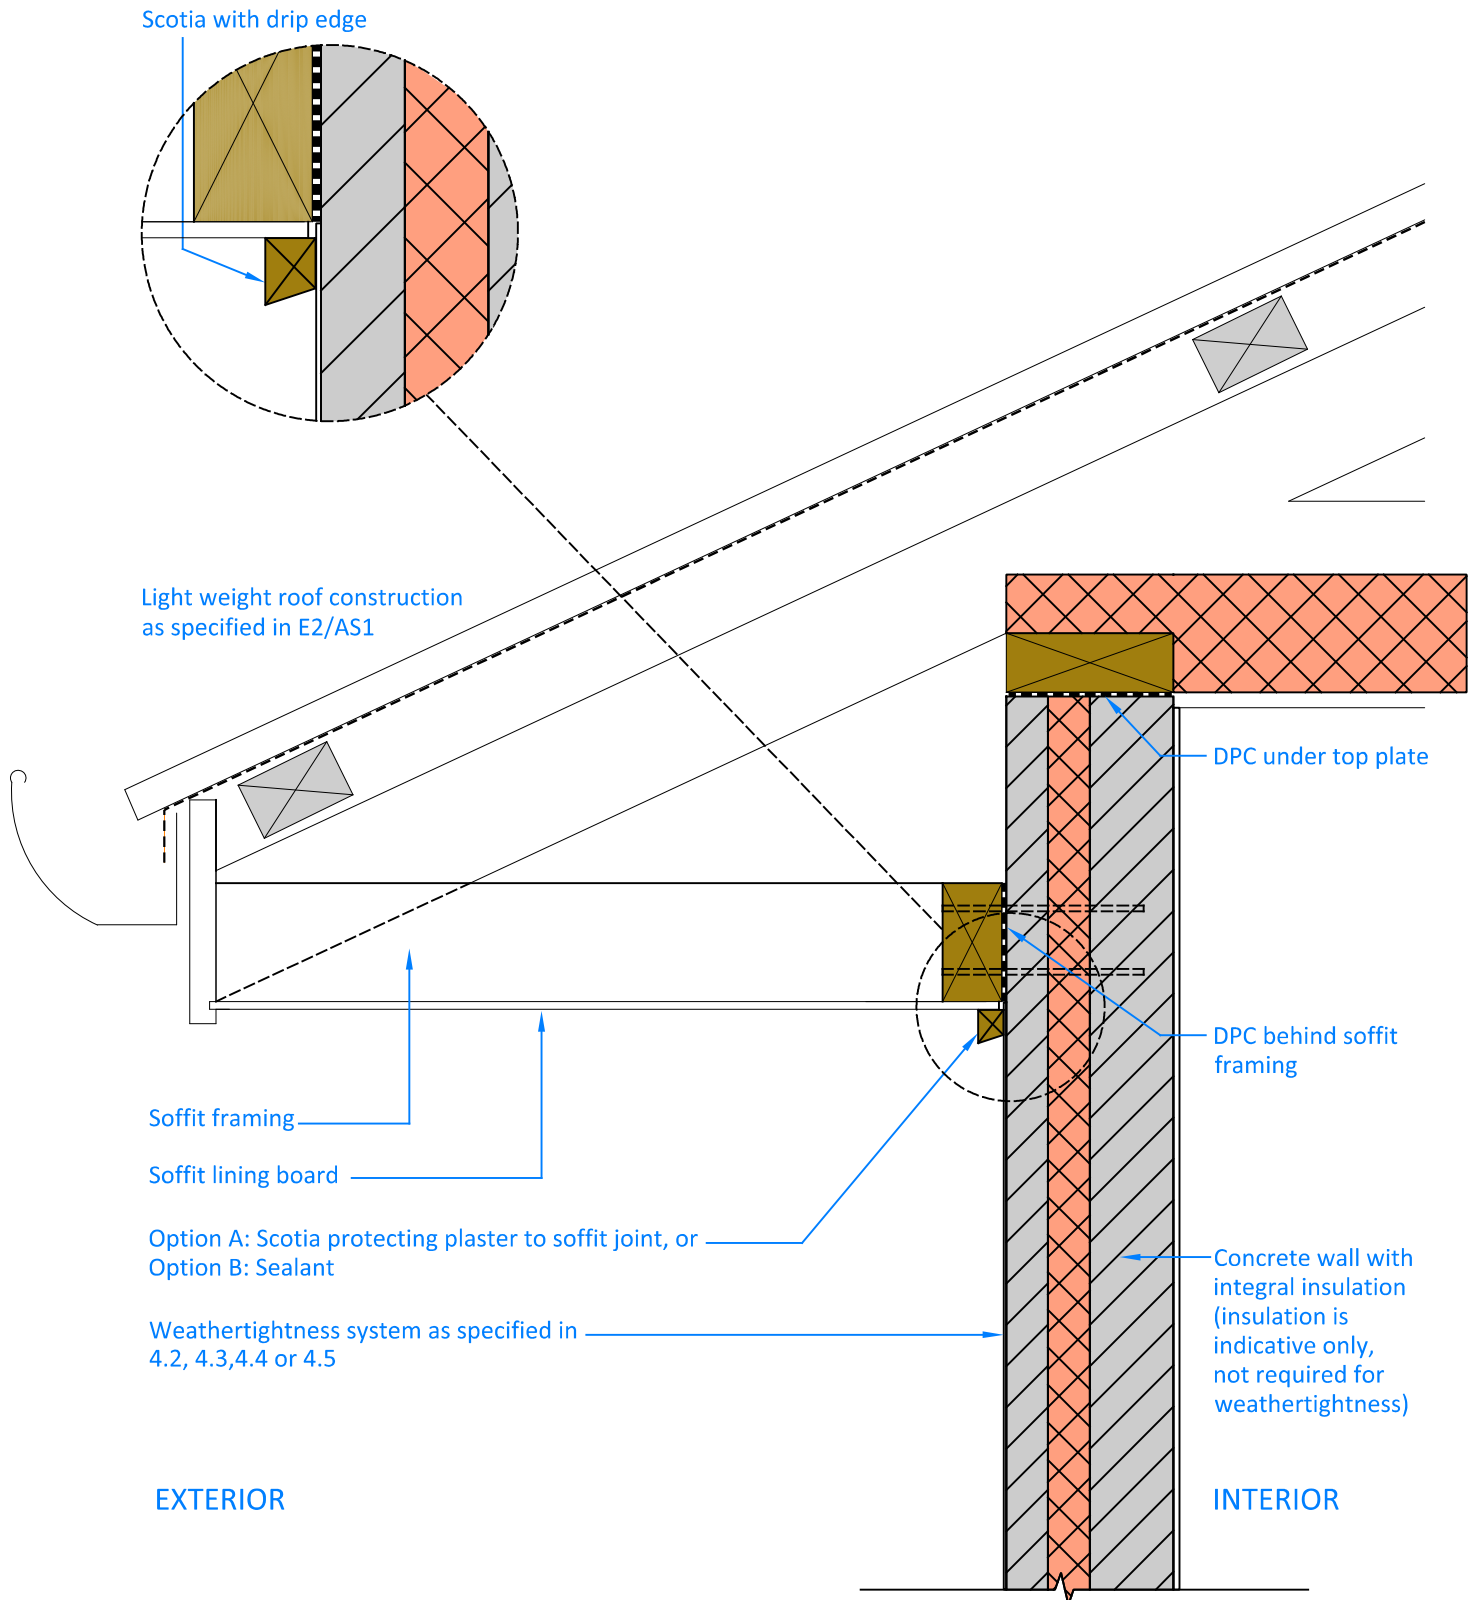 Scotia with drip edge
Light weight roof construction
as specified in E2/AS1
DPC under top plate
DPC behind soffit
framing
Soffit framing
Soffit lining board
Option A: Scotia protecting plaster to soffit joint, or
Option B: Sealant
Weathertightness system as specified in
4.2, 4.3,4.4 or 4.5
Concrete wall with
integral insulation
(insulation is
indicative only,
not required for
weathertightness)
EXTERIOR
INTERIOR